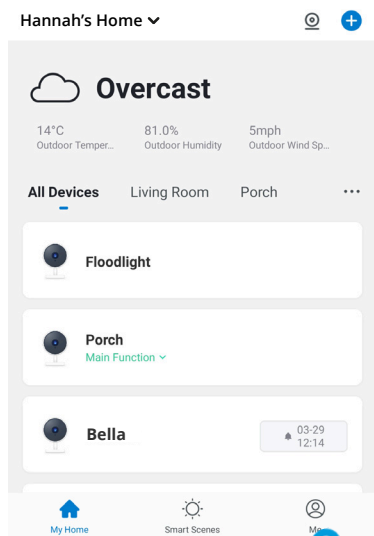 Hannah's Home
Overcast
14°C 81.0% 5mph
Outdoor Temper... Outdoor Humidity Outdoor Wind Sp...
All Devices Living Room Porch
Floodlight
Porch
Main Function
Bella
03-29
12:14
My Home Smart Scenes Me